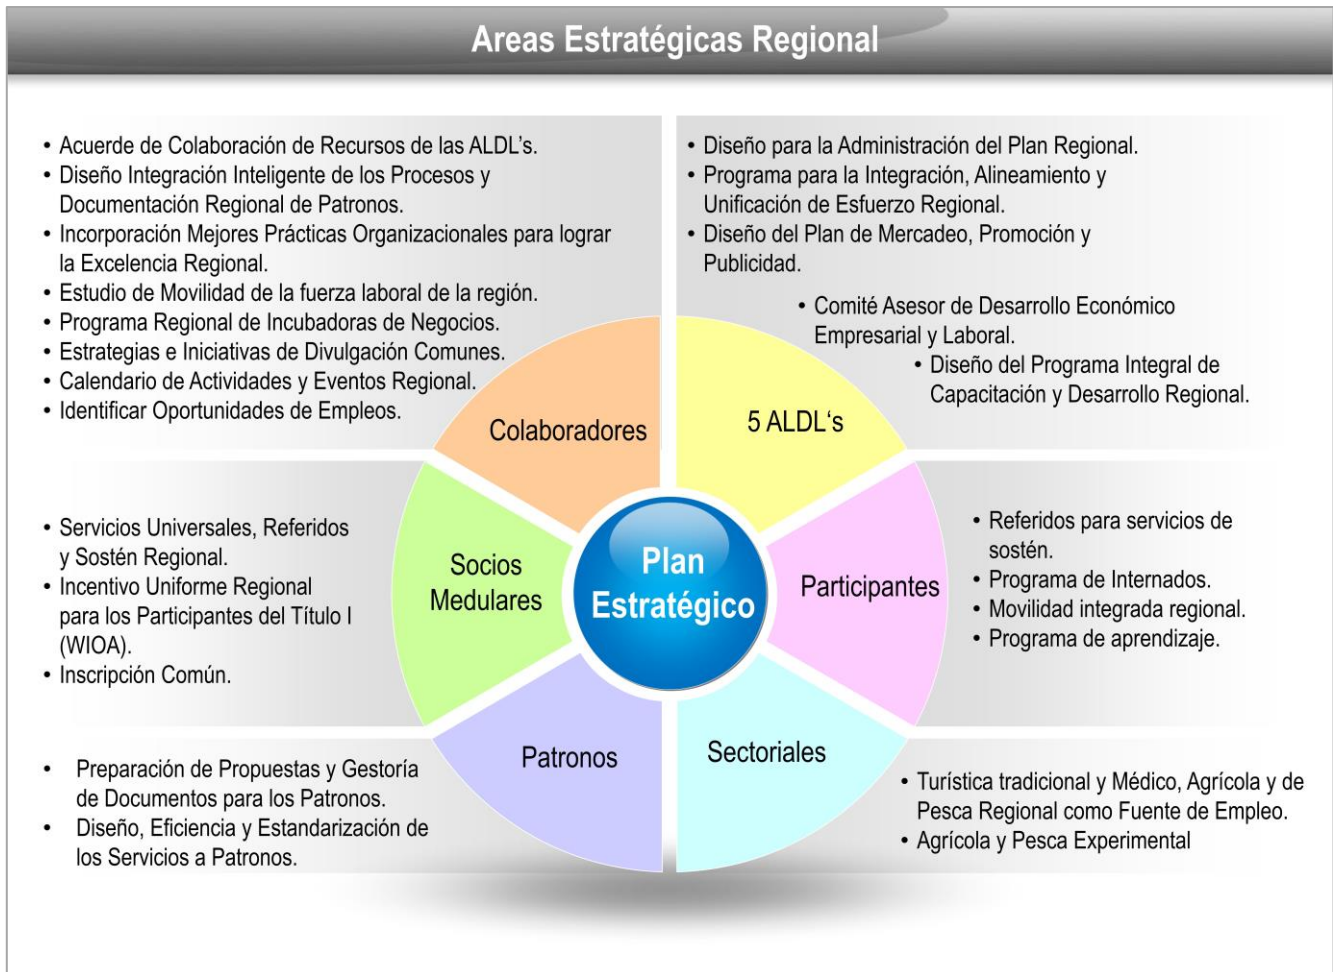 Areas Estratégicas Regional
• Acuerde de Colaboración de Recursos de las ALDL's.
• Diseño Integración Inteligente de los Procesos y
Documentación Regional de Patronos.
• Incorporación Mejores Prácticas Organizacionales para lograr
la Excelencia Regional.
• Estudio de Movilidad de la fuerza laboral de la región.
• Programa Regional de Incubadoras de Negocios.
• Estrategias e Iniciativas de Divulgación Comunes.
• Calendario de Actividades y Eventos Regional.
• Identificar Oportunidades de Empleos.
Colaboradores
• Diseño para la Administración del Plan Regional.
• Programa para la Integración, Alineamiento y
Unificación de Esfuerzo Regional.
• Diseño del Plan de Mercadeo, Promoción y
Publicidad.
• Comité Asesor de Desarrollo Económico
Empresarial y Laboral.
• Diseño del Programa Integral de
Capacitación y Desarrollo Regional.
5 ALDL‘s
• Servicios Universales, Referidos
y Sostén Regional.
• Incentivo Uniforme Regional
para los Participantes del Título I
(WIOA).
• Inscripción Común.
Socios
Medulares
Plan
Estratégico
Participantes
• Referidos para servicios de
sostén.
• Programa de Internados.
• Movilidad integrada regional.
• Programa de aprendizaje.
• Preparación de Propuestas y Gestoría
de Documentos para los Patronos.
• Diseño, Eficiencia y Estandarización de
los Servicios a Patronos.
Patronos
Sectoriales
• Turística tradicional y Médico, Agrícola y de
Pesca Regional como Fuente de Empleo.
• Agrícola y Pesca Experimental